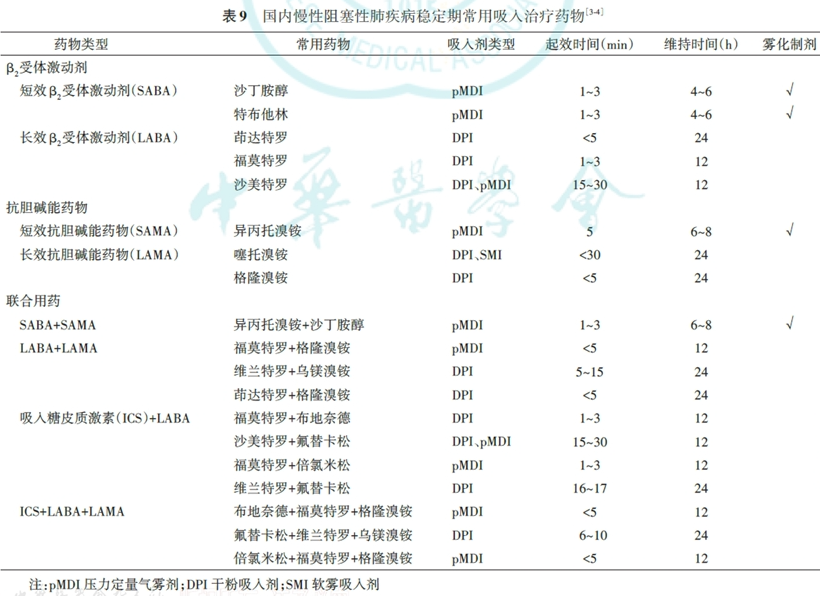 表9 国内慢性阻塞性肺疾病稳定期常用吸入治疗药物[3-4]
药物类型 常用药物 吸入剂类型 起效时间(min) 维持时间(h) 雾化制剂
β2受体激动剂
短效β2受体激动剂(SABA) 沙丁胺醇 pMDI 1~3 4~6 √
特布他林 pMDI 1~3 4~6 √
长效β2受体激动剂(LABA) 茚达特罗 DPI <5 24
福莫特罗 DPI 1~3 12
沙美特罗 DPI、pMDI 15~30 12
抗胆碱能药物
短效抗胆碱能药物(SAMA) 异丙托溴铵 pMDI 5 6~8 √
长效抗胆碱能药物(LAMA) 噻托溴铵 DPI、SMI <30 24
格隆溴铵 DPI <5 24
联合用药
SABA+SAMA 异丙托溴铵+沙丁胺醇 pMDI 1~3 6~8 √
LABA+LAMA 福莫特罗+格隆溴铵 pMDI <5 12
维兰特罗+乌镁溴铵 DPI 5~15 24
茚达特罗+格隆溴铵 DPI <5 24
吸入糖皮质激素(ICS)+LABA 福莫特罗+布地奈德 DPI 1~3 12
沙美特罗+氟替卡松 DPI、pMDI 15~30 12
福莫特罗+倍氯米松 pMDI 1~3 12
维兰特罗+氟替卡松 DPI 16~17 24
ICS+LABA+LAMA 布地奈德+福莫特罗+格隆溴铵 pMDI <5 12
氟替卡松+维兰特罗+乌镁溴铵 DPI 6~10 24
倍氯米松+福莫特罗+格隆溴铵 pMDI <5 12
注:pMDI 压力定量气雾剂;DPI 干粉吸入剂;SMI 软雾吸入剂
中华醫學會